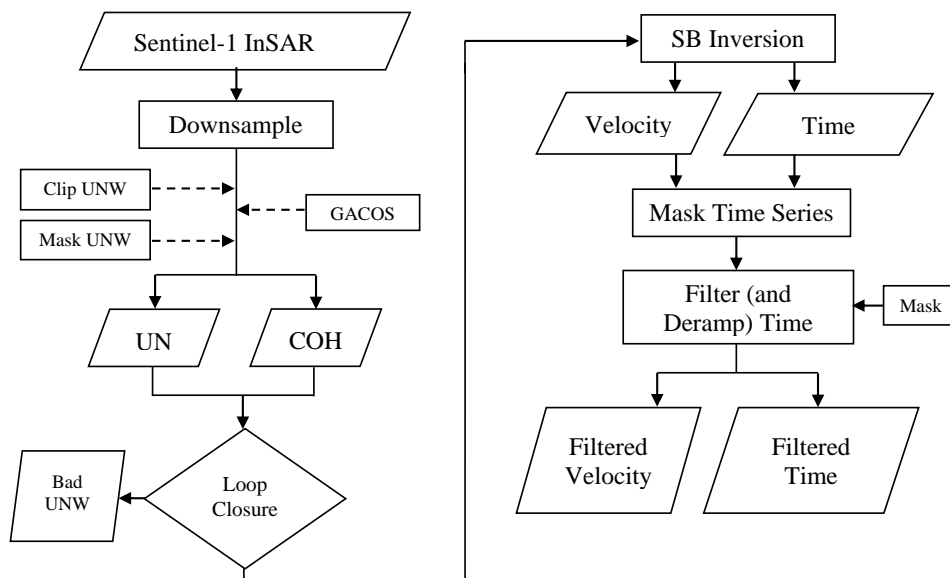 Sentinel-1 InSAR
Downsample
Clip UNW
GACOS
Mask UNW
UN
COH
Loop
Closure
Bad
UNW
SB Inversion
Velocity
Time
Mask Time Series
Filter (and
Deramp) Time
Mask
Filtered
Velocity
Filtered
Time